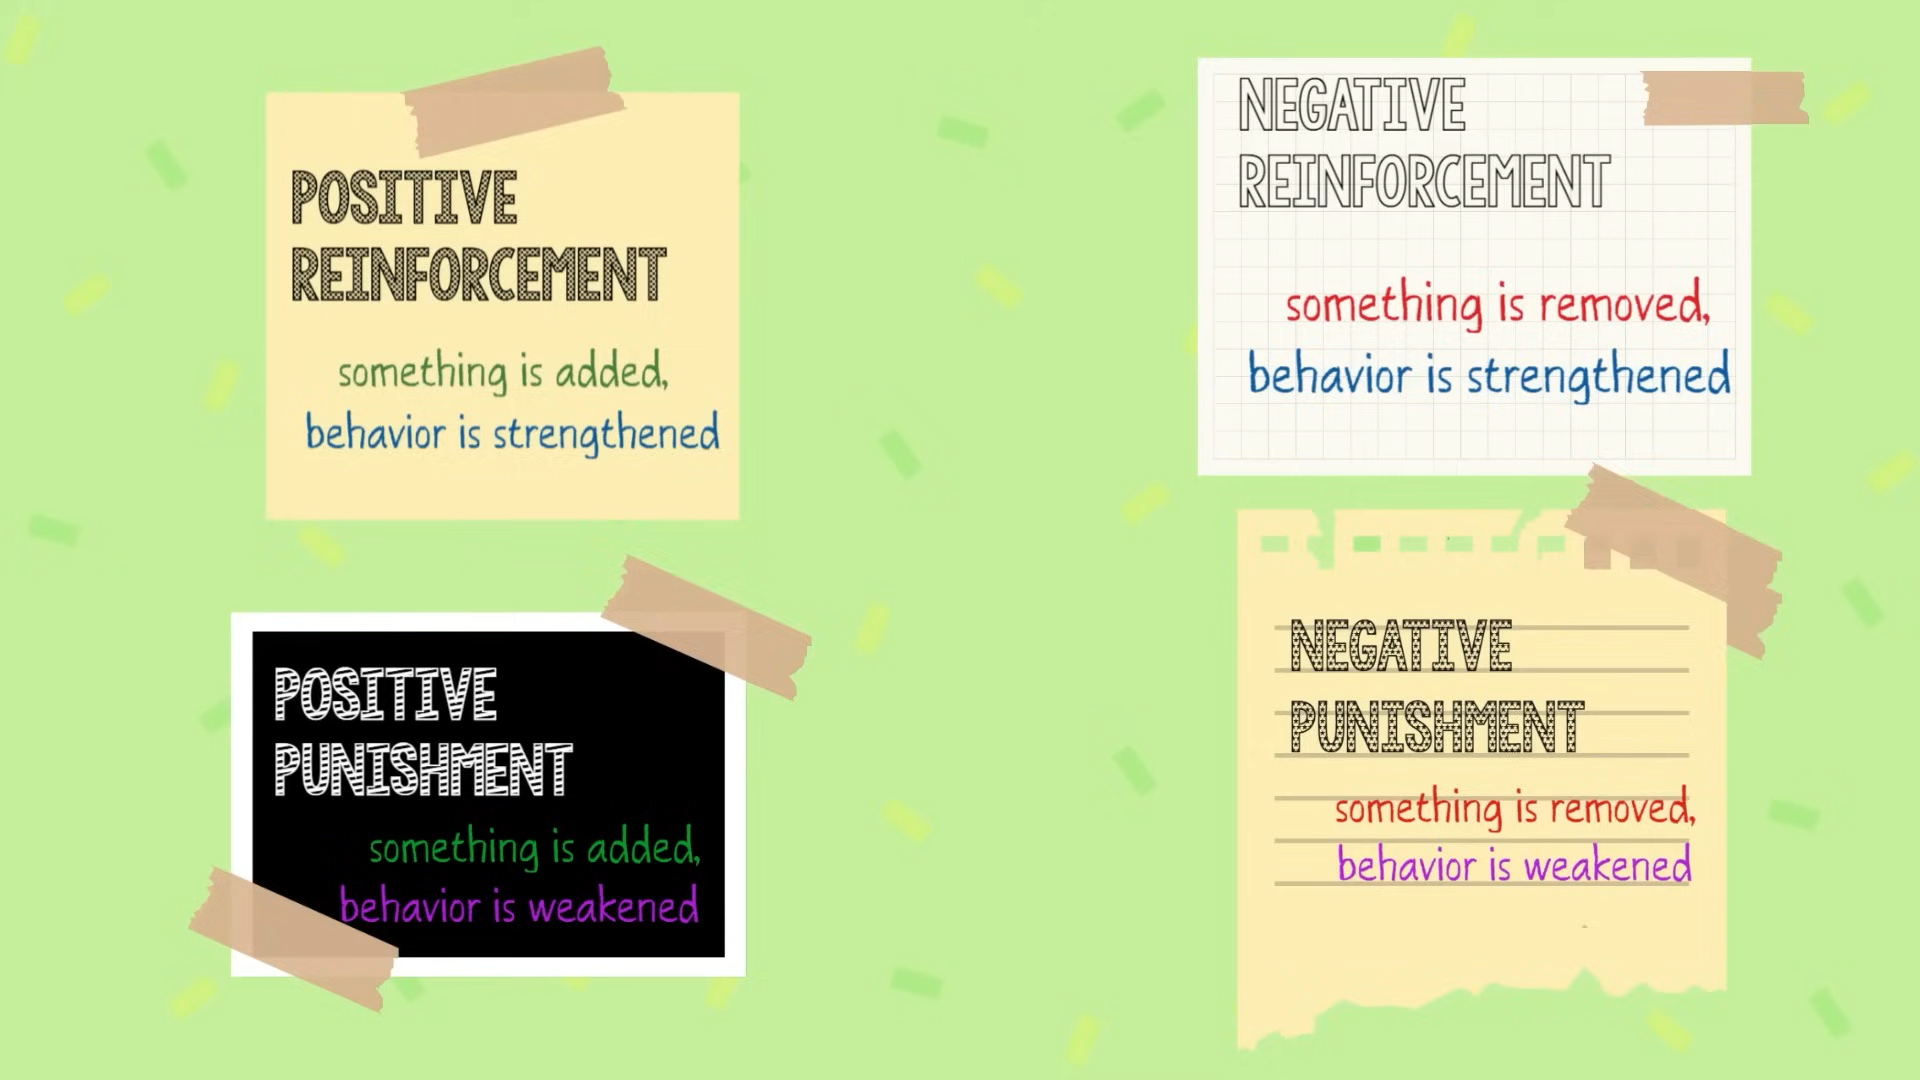 POSITIVE
REINFORCEMENT
something is added,
behavior is strengthened
NEGATIVE
REINFORCEMENT
something is removed,
behavior is strengthened
POSITIVE
PUNISHMENT
something is added,
behavior is weakened
NEGATIVE
PUNISHMENT
something is removed,
behavior is weakened